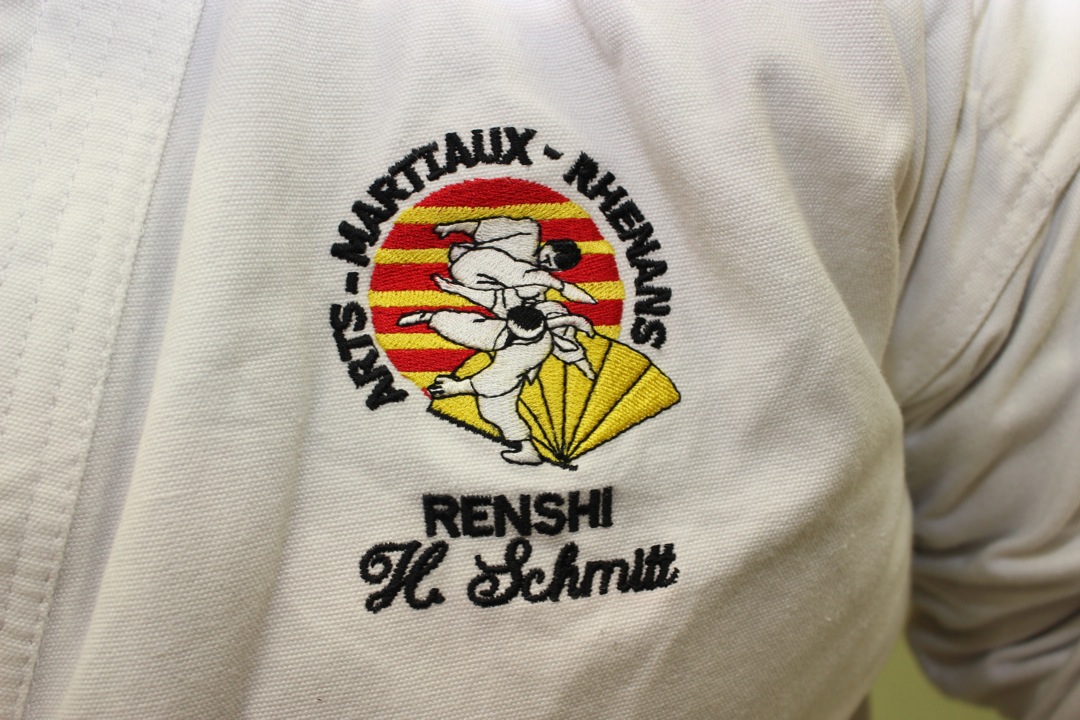 ARTS-MARTIAUX-RHENANS
RENSHI
H. Schmitt